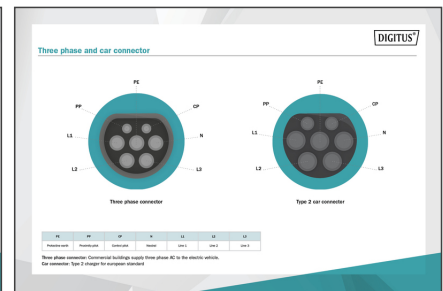 DIGITUS®
Three phase and car connector
PE
PP
CP
L1
N
L2
L3
Three phase connector
PE
PP
CP
L1
N
L2
L3
Type 2 car connector
PE PP CP N L1 L2 L3
Protective earth Proximity pilot Control pilot Neutral Line 1 Line 2 Line 3
Three phase connector: Commercial buildings supply three phase AC to the electric vehicle.
Car connector: Type 2 charger for european standard